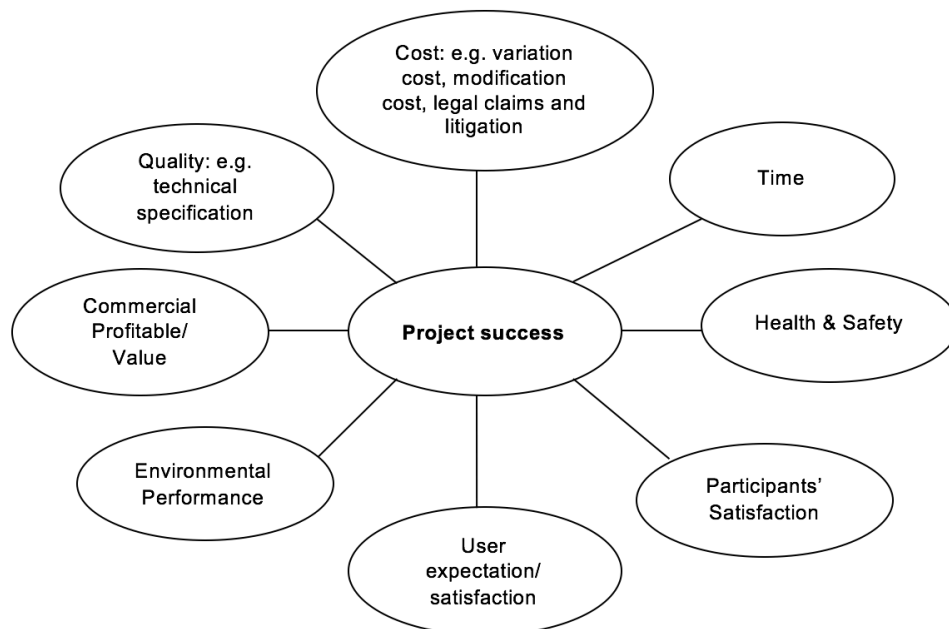 Cost: e.g. variation
cost, modification
cost, legal claims and
litigation
Quality: e.g.
technical
specification
Time
Commercial
Profitable/
Value
Project success
Health & Safety
Environmental
Performance
Participants’
Satisfaction
User
expectation/
satisfaction